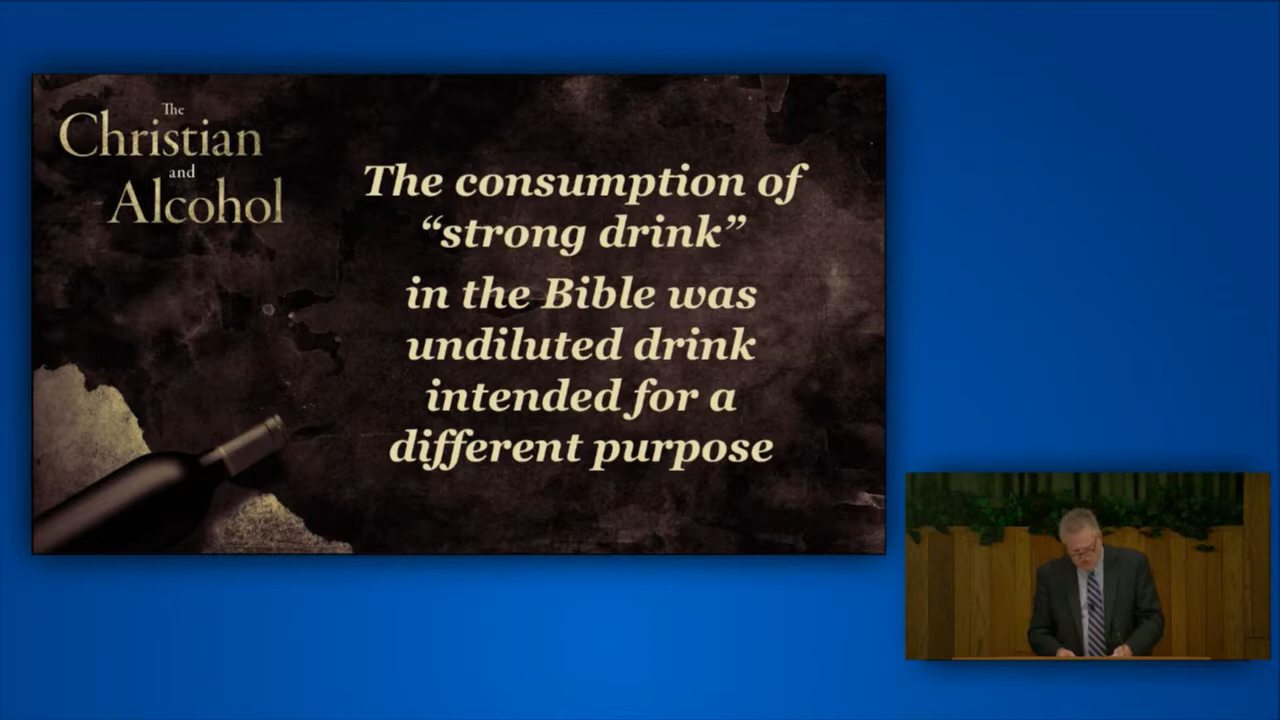 The
Christian
and
Alcohol
The consumption of
“strong drink”
in the Bible was
undiluted drink
intended for a
different purpose